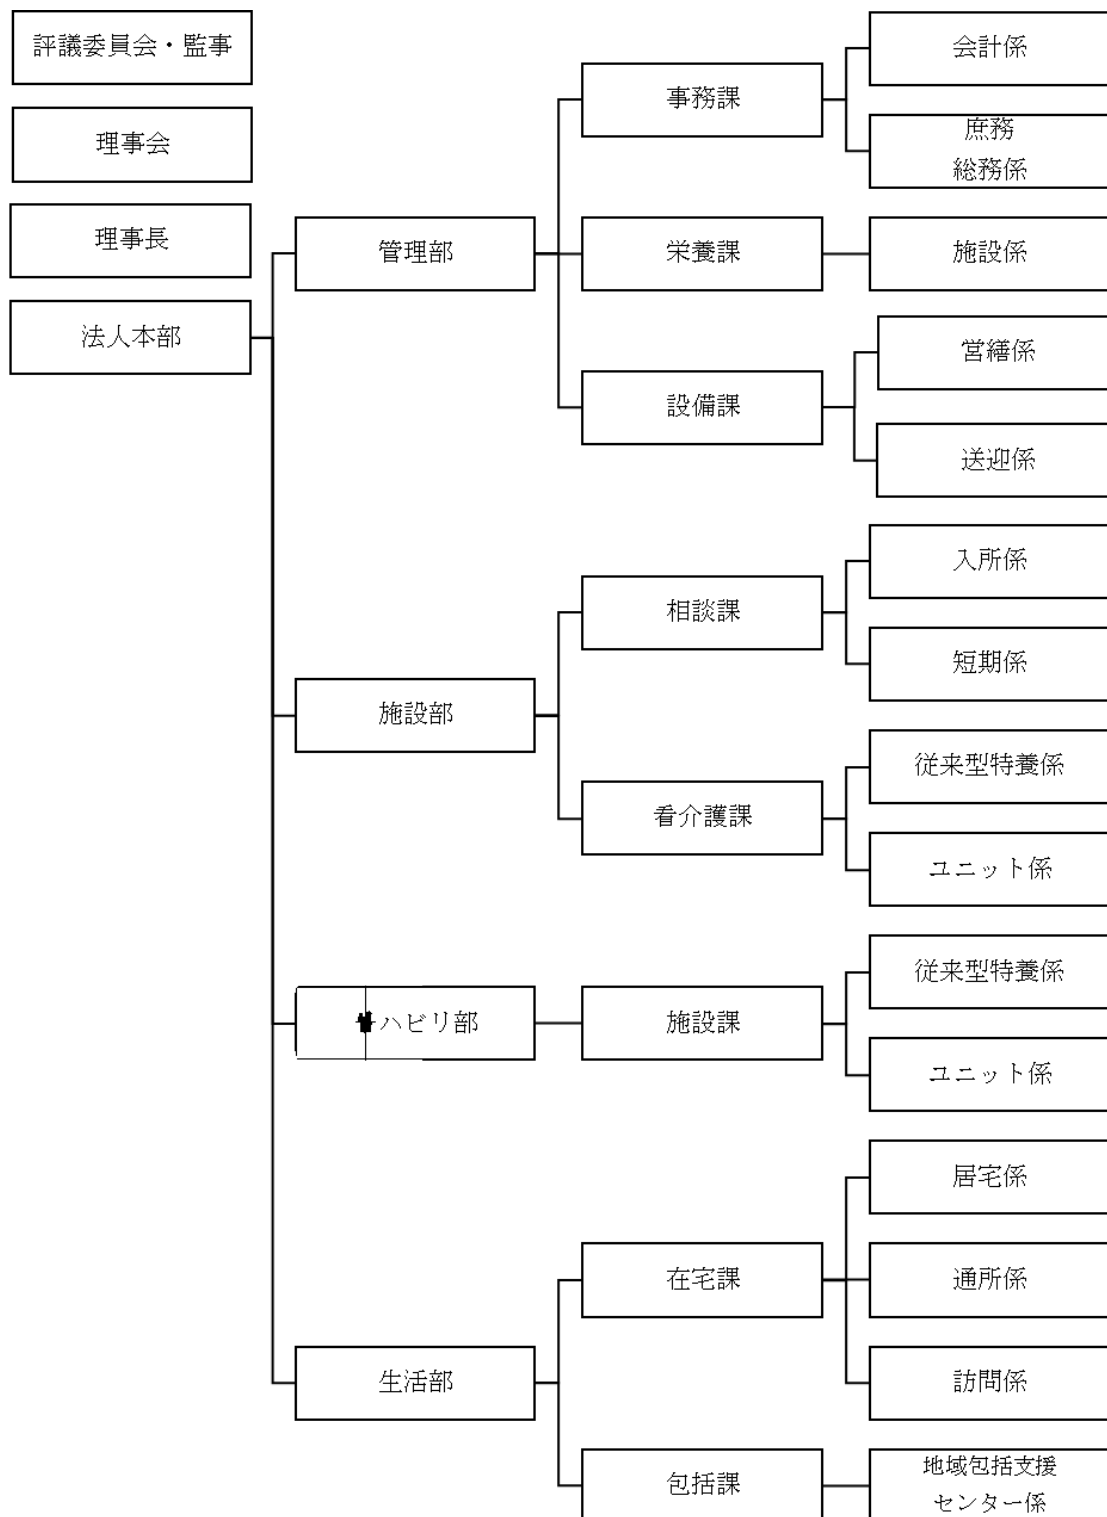 評議委員会・監事
理事会
理事長
法人本部
管理部
事務課
会計係
庶務
総務係
栄養課
施設係
設備課
営繕係
送迎係
施設部
相談課
入所係
短期係
看介護課
従来型特養係
ユニット係
ハビリ部
施設課
従来型特養係
ユニット係
生活部
在宅課
居宅係
通所係
訪問係
包括課
地域包括支援
センター係